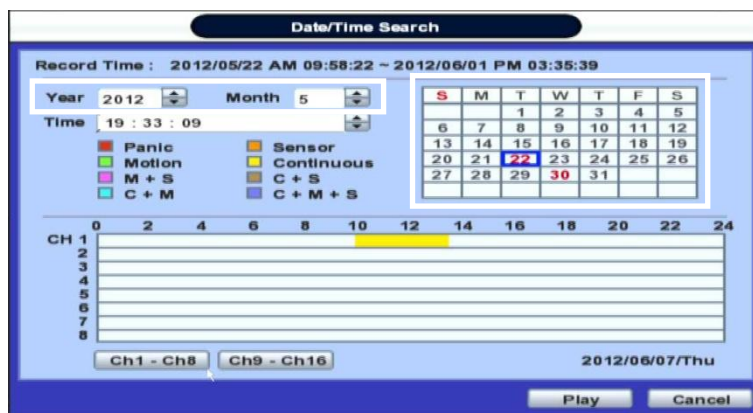 Date/Time Search
Record Time : 2012/05/22 AM 09:58:22 ~ 2012/06/01 PM 03:35:39
Year 2012 Month 5
Time 19 : 33 : 09
Panic Sensor
Motion Continuous
M + S C + S
C + M C + M + S
S M T W T F S
1 2 3 4 5
6 7 8 9 10 11 12
13 14 15 16 17 18 19
20 21 22 23 24 25 26
27 28 29 30 31
0 2 4 6 8 10 12 14 16 18 20 22 24
CH 1
2
3
4
5
6
7
8
Ch1 - Ch8 Ch9 - Ch16 2012/06/07/Thu
Play Cancel